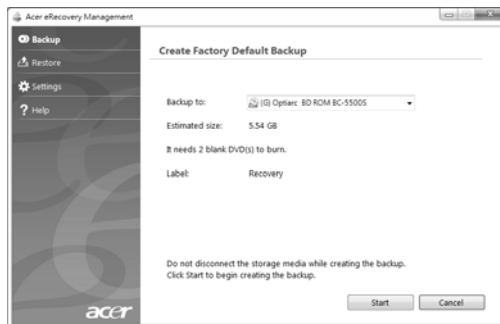 Acer eRecovery Management
Backup
Restore
Settings
Help
Create Factory Default Backup
Backup to: (G) Optiarc BD ROM BC-5500S
Estimated size: 5.54 GB
It needs 2 blank DVD(s) to burn.
Label: Recovery
Do not disconnect the storage media while creating the backup.
Click Start to begin creating the backup.
Start Cancel
acer